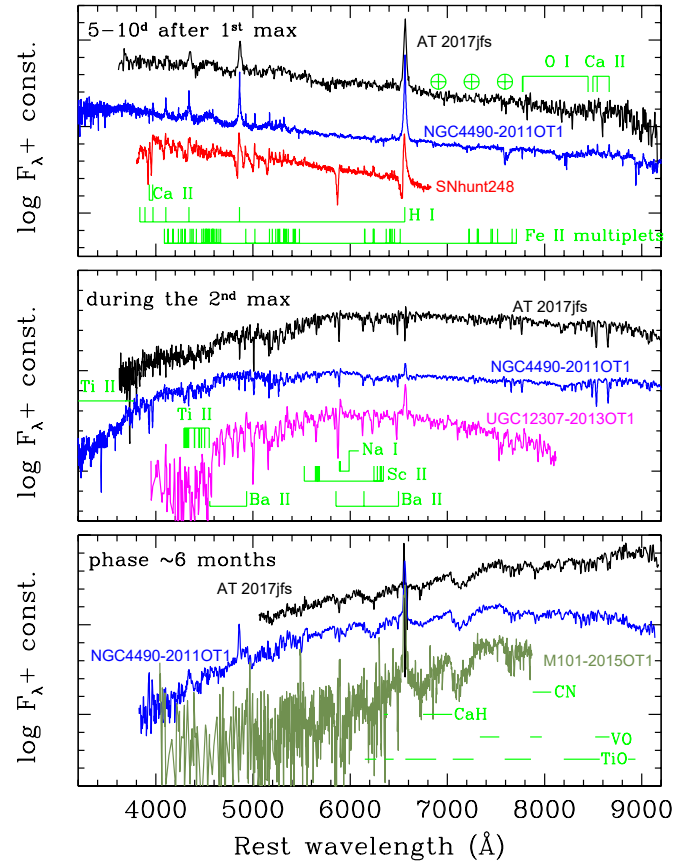 5-10ᵈ after 1ˢᵗ max
AT 2017jfs
O I Ca II
NGC4490-2011OT1
SNhunt248
Ca II
H I
Fe II multiplets
log F_λ + const.
during the 2ⁿᵈ max
AT 2017jfs
NGC4490-2011OT1
Ti II
Ti II
UGC12307-2013OT1
Na I
Sc II
Ba II Ba II
log F_λ + const.
phase ~6 months
AT 2017jfs
NGC4490-2011OT1
M101-2015OT1
CN
CaH
VO
TiO
log F_λ + const.
4000 5000 6000 7000 8000 9000
Rest wavelength (Å)